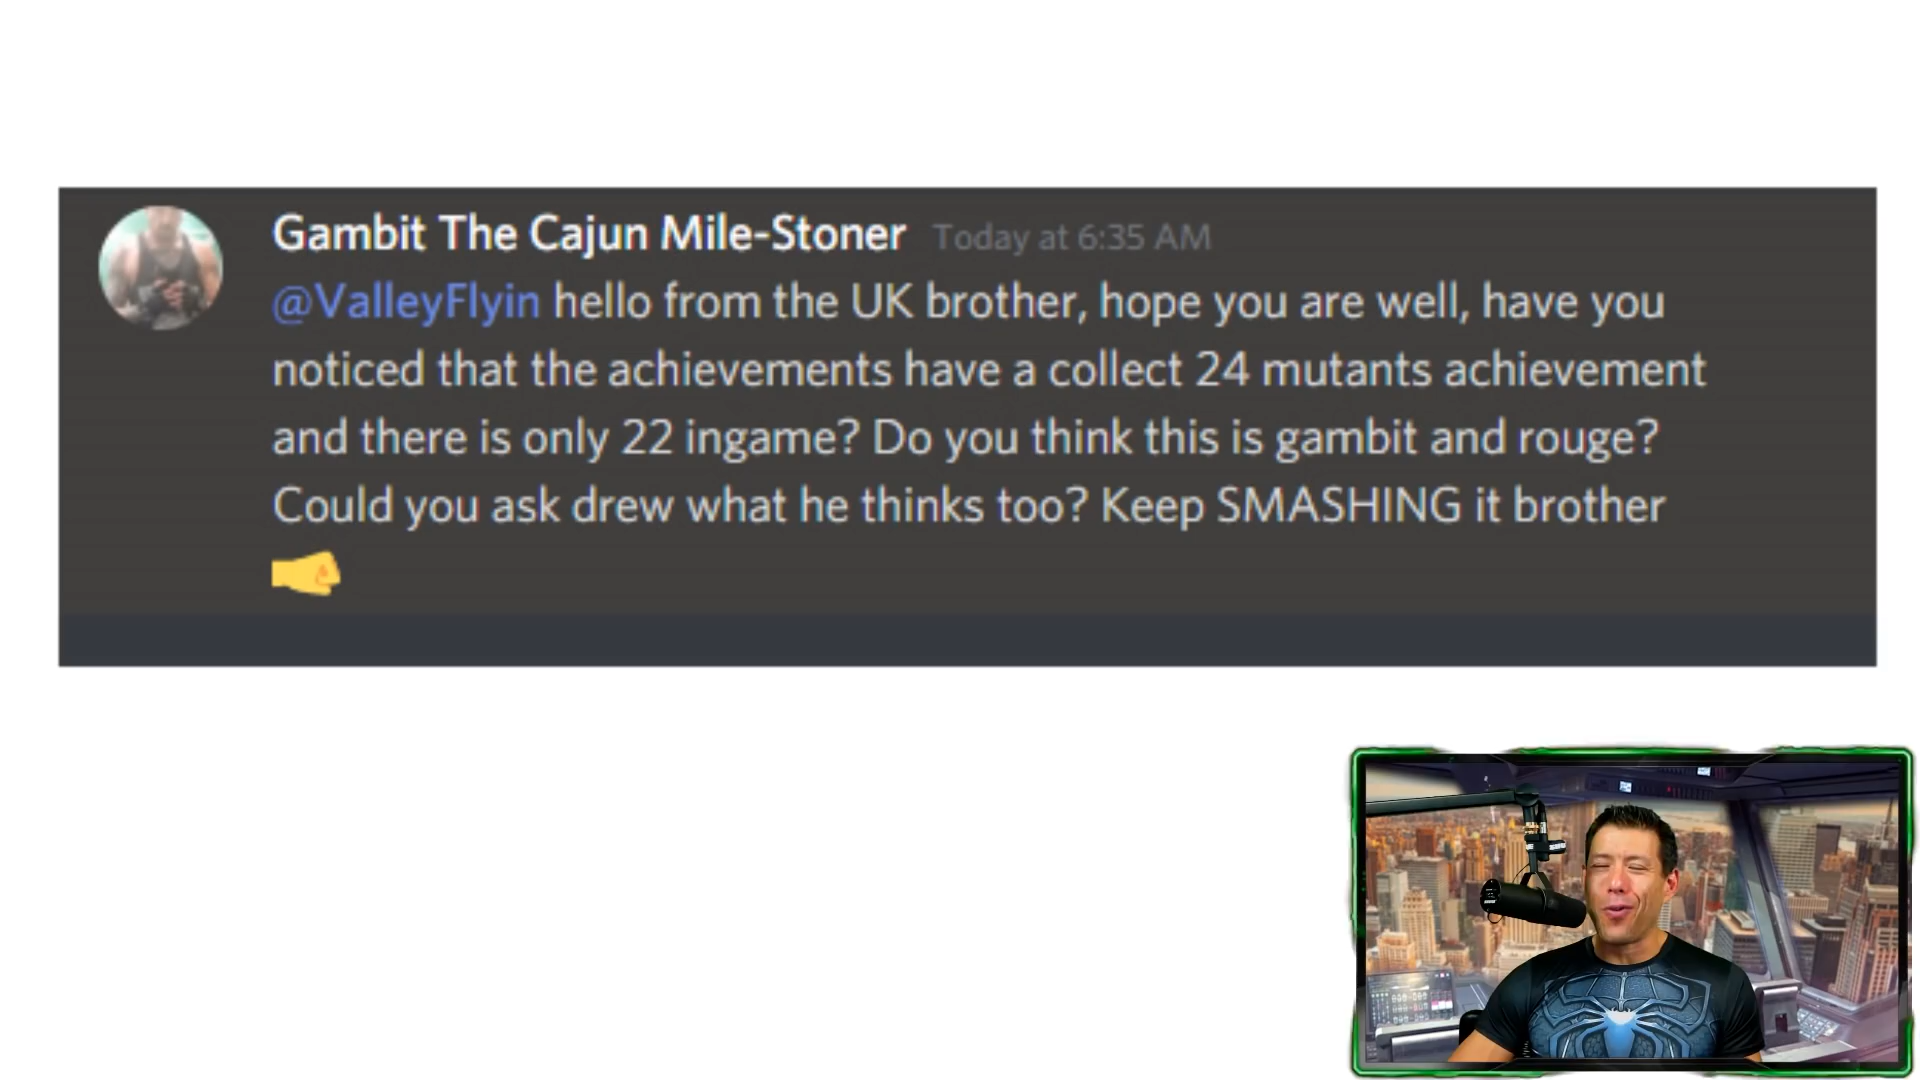 Gambit The Cajun Mile-Stoner Today at 6:35 AM
@ValleyFlyin hello from the UK brother, hope you are well, have you
noticed that the achievements have a collect 24 mutants achievement
and there is only 22 ingame? Do you think this is gambit and rouge?
Could you ask drew what he thinks too? Keep SMASHING it brother